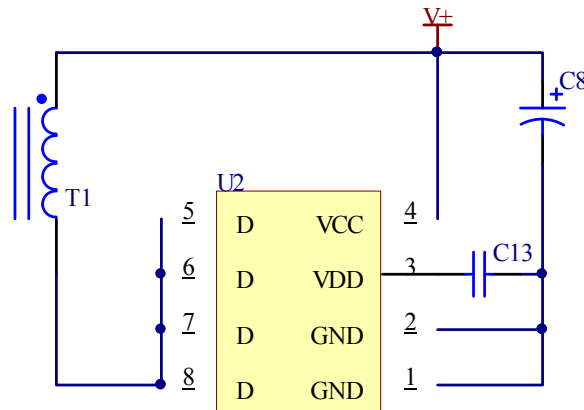 V+
C8
T1
U2
5 D VCC 4
6 D VDD 3
C13
7 D GND 2
8 D GND 1